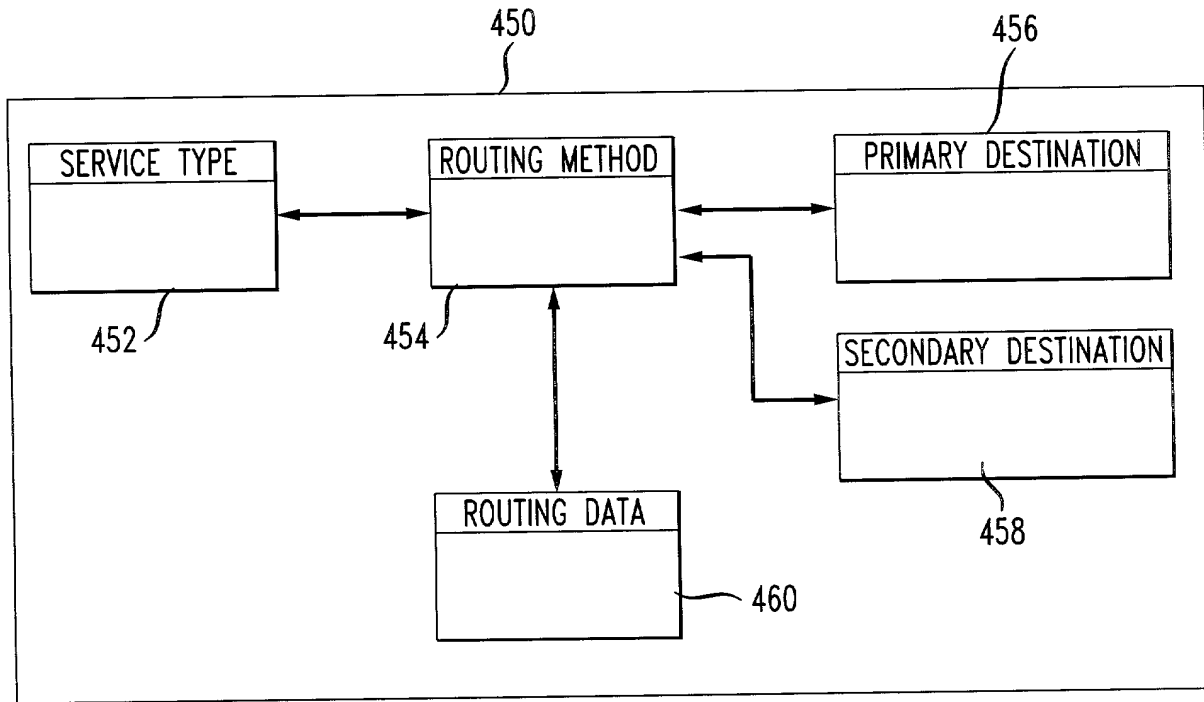 450
456
SERVICE TYPE
ROUTING METHOD
PRIMARY DESTINATION
452
454
SECONDARY DESTINATION
458
ROUTING DATA
460